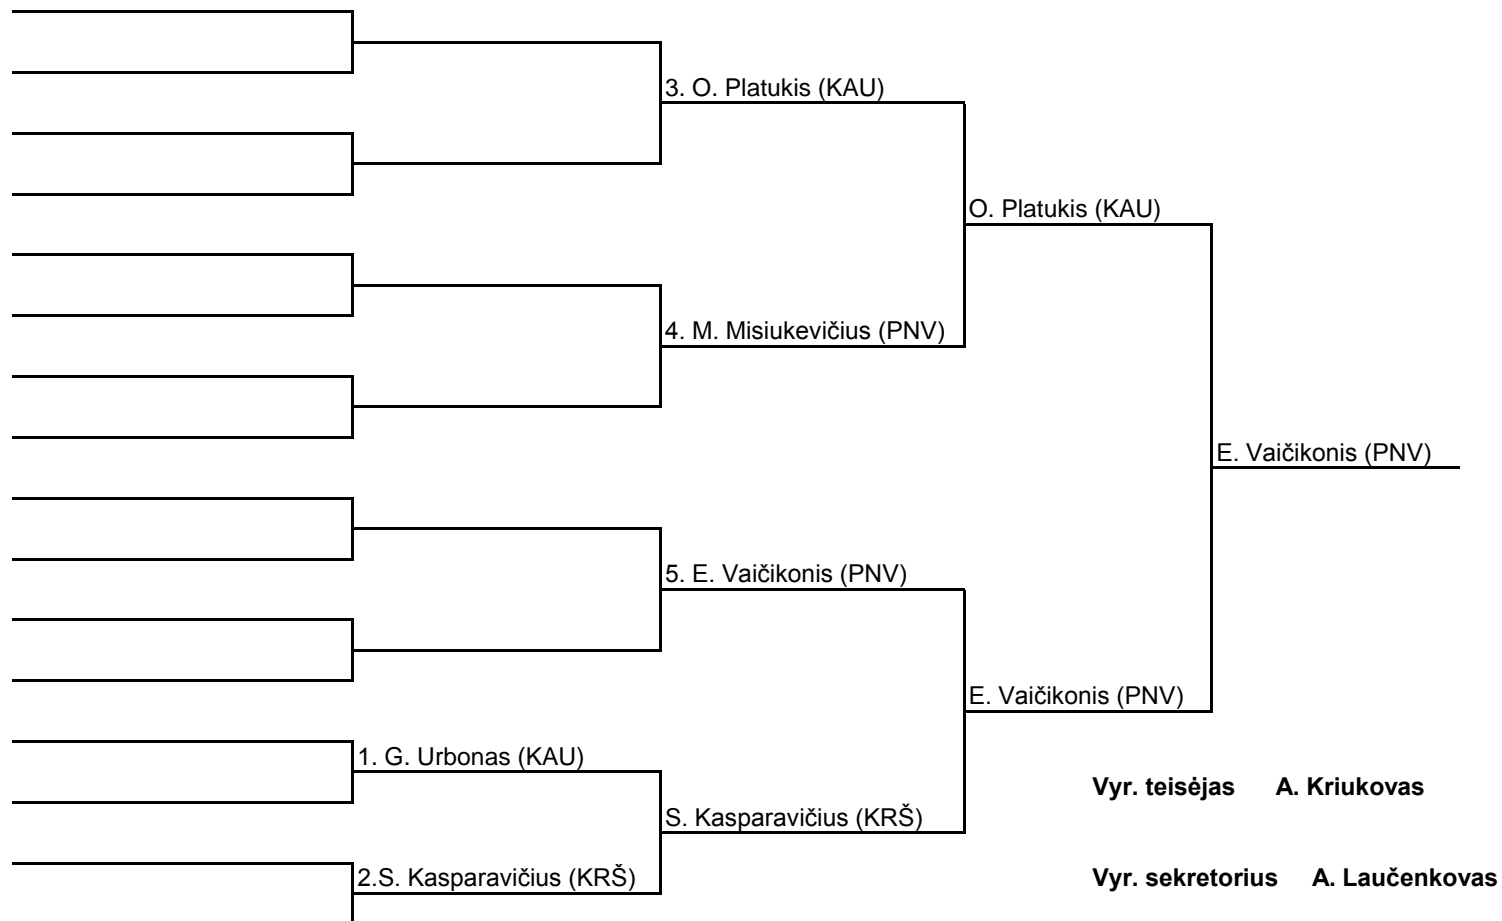 3. O. Platukis (KAU)
O. Platukis (KAU)
4. M. Misiukevičius (PNV)
E. Vaičikonis (PNV)
5. E. Vaičikonis (PNV)
E. Vaičikonis (PNV)
1. G. Urbonas (KAU)
Vyr. teisėjas A. Kriukovas
S. Kasparavičius (KRŠ)
2.S. Kasparavičius (KRŠ)
Vyr. sekretorius A. Laučenkovas